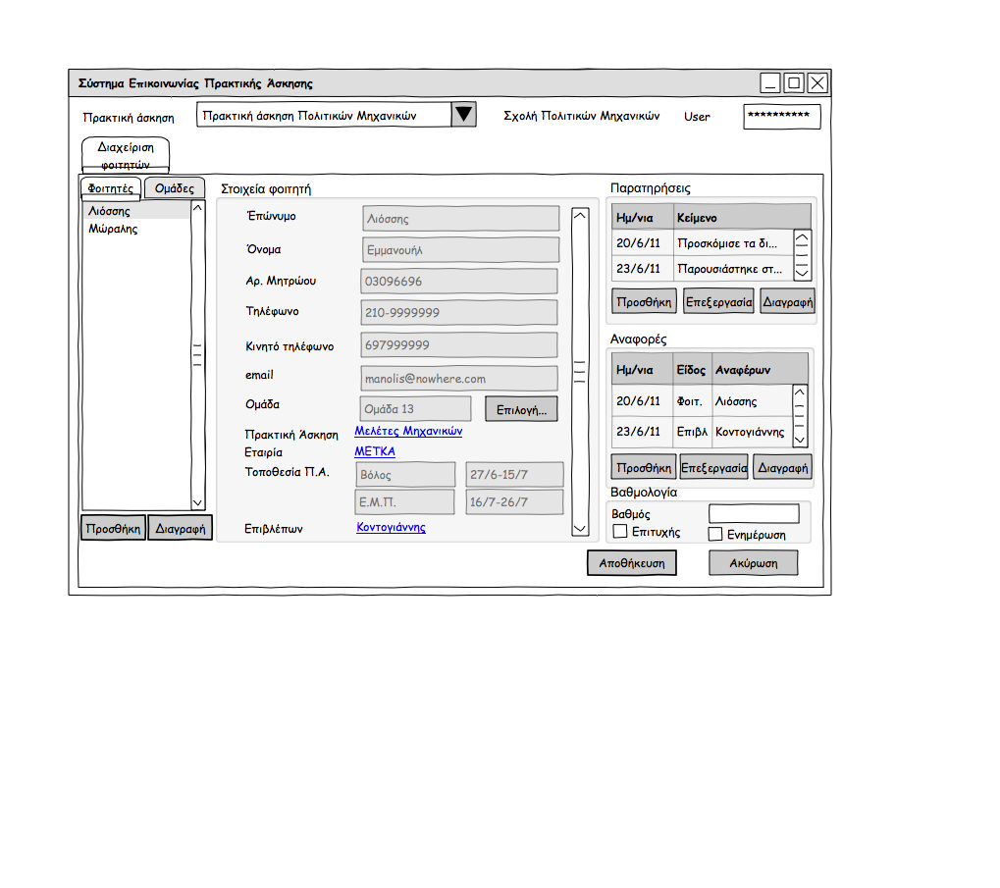 Σύστημα Επικοινωνίας Πρακτικής Άσκησης
Πρακτική άσκηση Πρακτική άσκηση Πολιτικών Μηχανικών Σχολή Πολιτικών Μηχανικών User **********
Διαχείριση
φοιτητών
Φοιτητές Ομάδες
Λιόσσης
Μώραλης
Προσθήκη Διαγραφή
Στοιχεία φοιτητή
Έπώνυμο Λιόσσης
Όνομα Εμμανουήλ
Αρ. Μητρώου 03096696
Τηλέφωνο 210-9999999
Κινητό τηλέφωνο 697999999
email manolis@nowhere.com
Ομάδα Ομάδα 13 Επιλογή...
Πρακτική Άσκηση Μελέτες Μηχανικών
Εταιρία ΜΕΤΚΑ
Τοποθεσία Π.Α. Βόλος 27/6-15/7
Ε.Μ.Π. 16/7-26/7
Επιβλέπων Κοντογιάννης
Παρατηρήσεις
Ημ/νια Κείμενο
20/6/11 Προσκόμισε τα δι...
23/6/11 Παρουσιάστηκε στ...
Προσθήκη Επεξεργασία Διαγραφή
Αναφορές
Ημ/νια Είδος Αναφέρων
20/6/11 Φοιτ. Λιόσσης
23/6/11 Επιβλ Κοντογιάννης
Προσθήκη Επεξεργασία Διαγραφή
Βαθμολογία
Βαθμός
Επιτυχής Ενημέρωση
Αποθήκευση Ακύρωση